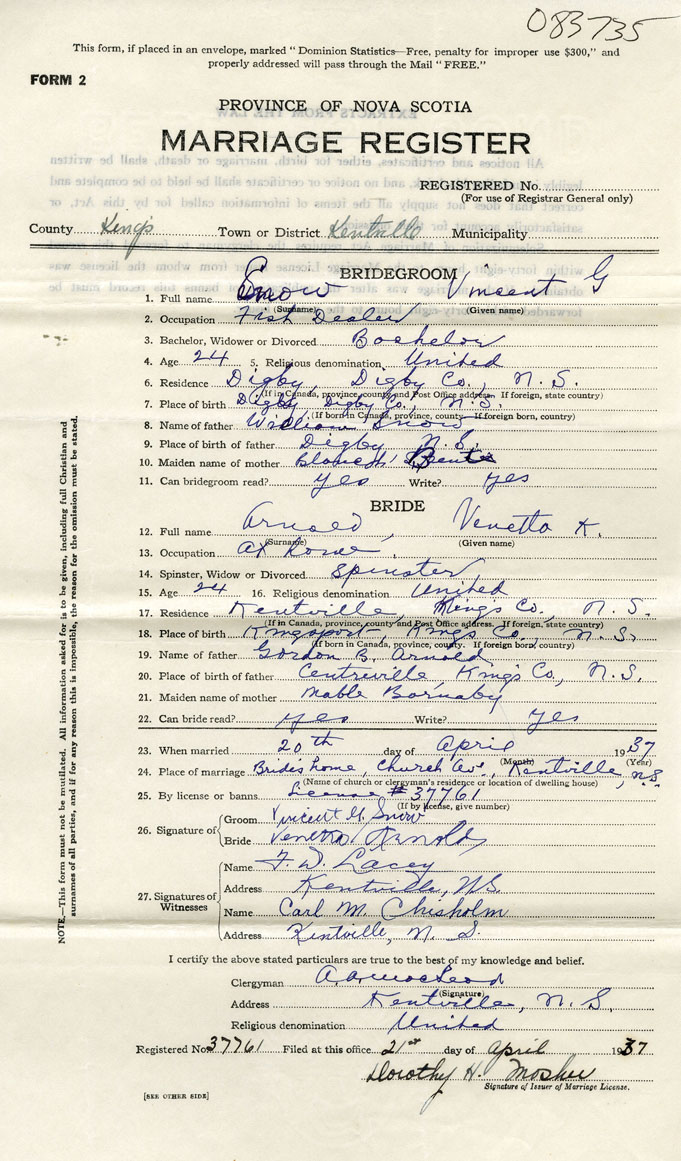 083735
This form, if placed in an envelope, marked "Dominion Statistics—Free, penalty for improper use $300," and
properly addressed will pass through the Mail "FREE."
FORM 2
PROVINCE OF NOVA SCOTIA
MARRIAGE REGISTER
REGISTERED No.
(For use of Registrar General only)
County Kings Town or District Kentville Municipality
BRIDEGROOM
1. Full name Snow Vincent G
(Surname) (Given name)
2. Occupation Fish Dealer
3. Bachelor, Widower or Divorced Bachelor
4. Age 24 5. Religious denomination United
6. Residence Digby, Digby Co., N.S.
(If in Canada, province, county and Post Office address. If foreign, state country)
7. Place of birth Digby, Digby Co., N.S.
(If born in Canada, province, county. If foreign born, country)
8. Name of father William Snow
9. Place of birth of father Digby N.S.
10. Maiden name of mother
11. Can bridegroom read? yes Write? yes
BRIDE
12. Full name Arnold, Venetta K.
(Surname) (Given name)
13. Occupation At home
14. Spinster, Widow or Divorced Spinster
15. Age 24 16. Religious denomination United
17. Residence Kentville, Kings Co., N.S.
(If in Canada, province, county and Post Office address. If foreign, state country)
18. Place of birth Kingsport, Kings Co., N.S.
(If born in Canada, province, county. If foreign born, country)
19. Name of father Gordon B. Arnold
20. Place of birth of father Centreville, Kings Co., N.S.
21. Maiden name of mother Mable Barnaby
22. Can bride read? yes Write? yes
23. When married 20th day of April 1937
(Month) (Year)
24. Place of marriage Bride's home, Church Av., Kentville, N.S.
(Name of church or clergyman's residence or location of dwelling house)
25. By license or banns License # 37761
(If by license, give number)
26. Signature of Groom Vincent G. Snow
Bride Venetta Arnold
27. Signatures of Witnesses
Name F. W. Lacey
Address Kentville, N.S.
Name Carl M. Chisholm
Address Kentville, N. S.
I certify the above stated particulars are true to the best of my knowledge and belief.
Clergyman A. A. MacLeod
(Signature)
Address Kentville, N. S.
Religious denomination United
Registered No. 37761 Filed at this office 21st day of April 1937
Dorothy H. Mosher
Signature of Issuer of Marriage License.
[SEE OTHER SIDE]
NOTE.—This form must not be mutilated. All information asked for is to be given, including full Christian and
surnames of all parties, and if for any reason this is impossible, the reason for the omission must be stated.